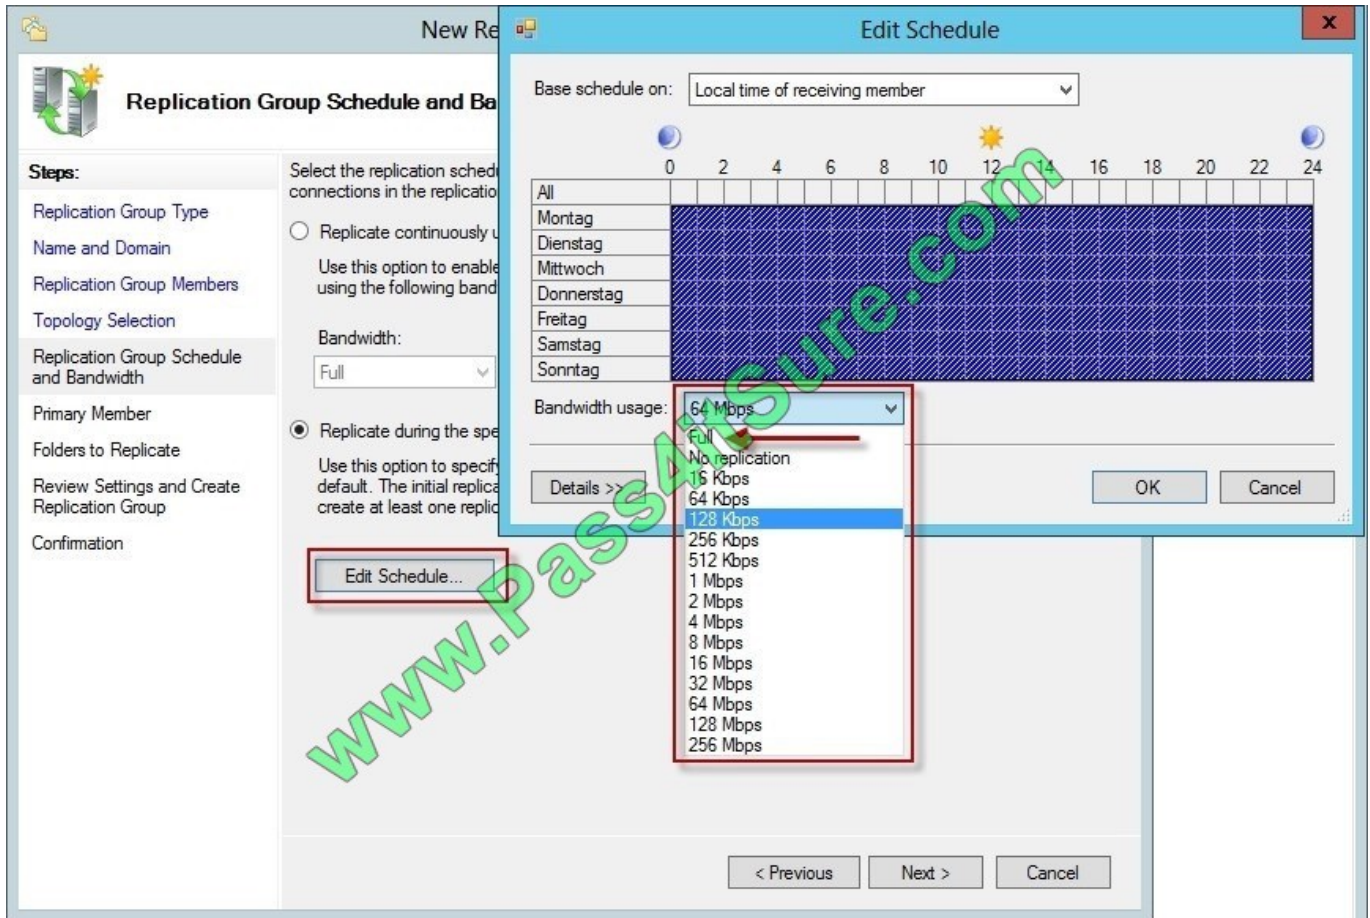 New Re
Replication Group Schedule and Ba
Steps:
Replication Group Type
Name and Domain
Replication Group Members
Topology Selection
Replication Group Schedule
and Bandwidth
Primary Member
Folders to Replicate
Review Settings and Create
Replication Group
Confirmation
Select the replication sched
connections in the replicatio
Replicate continuously u
Use this option to enable
using the following band
Bandwidth:
Full
Replicate during the spe
Use this option to specify
default. The initial replica
create at least one replic
Edit Schedule...
< Previous
Next >
Cancel
Edit Schedule
x
Base schedule on:
Local time of receiving member
0 2 4 6 8 10 12 14 16 18 20 22 24
All
Montag
Dienstag
Mittwoch
Donnerstag
Freitag
Samstag
Sonntag
Bandwidth usage:
64 Mbps
Full
No replication
16 Kbps
64 Kbps
128 Kbps
256 Kbps
512 Kbps
1 Mbps
2 Mbps
4 Mbps
8 Mbps
16 Mbps
32 Mbps
64 Mbps
128 Mbps
256 Mbps
Details >>
OK
Cancel
www.Pass4itSure.com